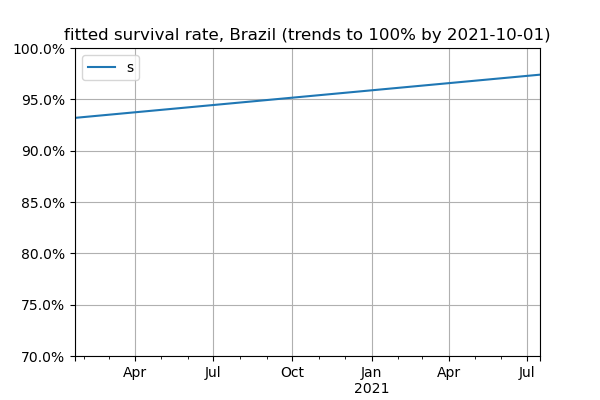 fitted survival rate, Brazil (trends to 100% by 2021-10-01)
100.0%
s
95.0%
90.0%
85.0%
80.0%
75.0%
70.0%
Apr Jul Oct Jan Apr Jul
2021